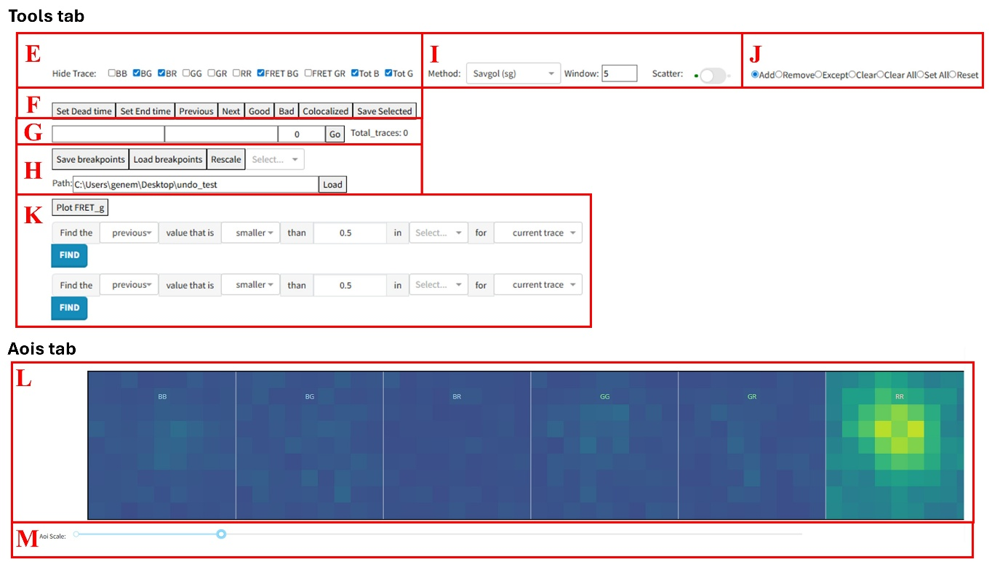 Tools tab
E
Hide Trace: BB BG BR GG GR RR FRET BG FRET GR Tot B Tot G
I
Method: Savgol (sg) Window: 5 Scatter:
J
Add Remove Except Clear Clear All Set All Reset
F
Set Dead time Set End time Previous Next Good Bad Colocalized Save Selected
G
0 Go Total_traces: 0
H
Save breakpoints Load breakpoints Rescale Select...
Path: C:\Users\genem\Desktop\undo_test Load
K
Plot FRET_g
Find the previous value that is smaller than 0.5 in Select... for current trace
FIND
Find the previous value that is smaller than 0.5 in Select... for current trace
FIND
Aois tab
L
BB BG BR GG GR RR
M
Aoi Scale: